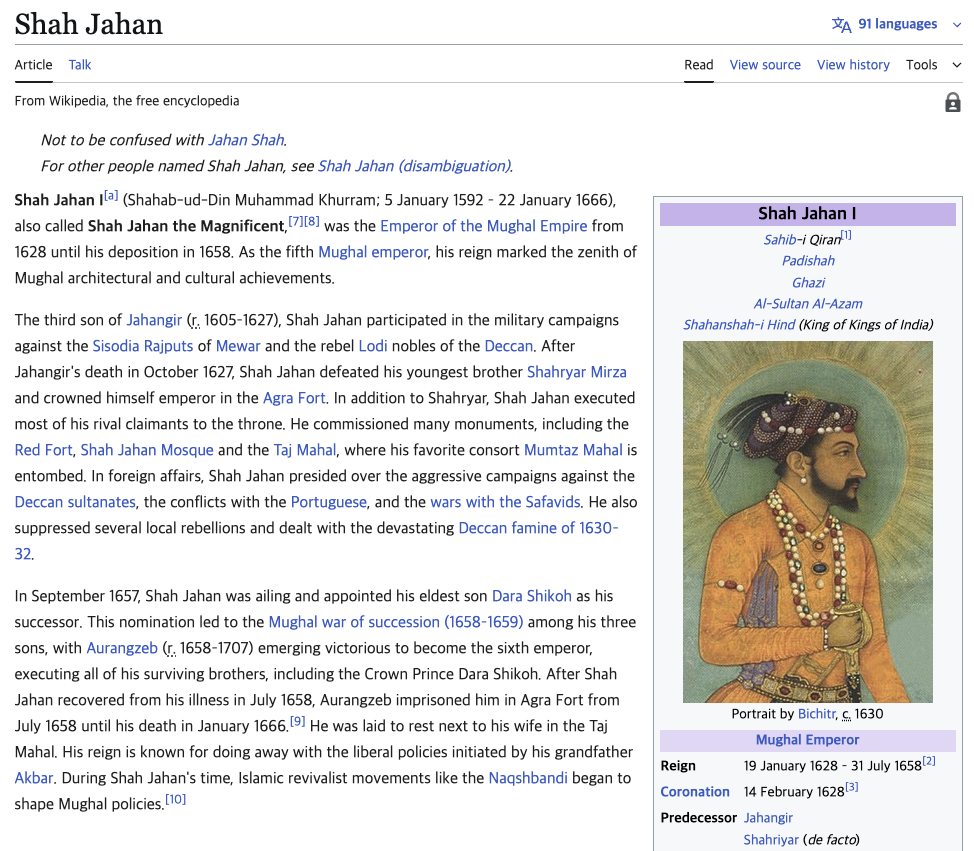 Shah Jahan
91 languages
Article Talk
Read View source View history Tools
From Wikipedia, the free encyclopedia
Not to be confused with Jahan Shah.
For other people named Shah Jahan, see Shah Jahan (disambiguation).
Shah Jahan I[a] (Shahab-ud-Din Muhammad Khurram; 5 January 1592 - 22 January 1666),
also called Shah Jahan the Magnificent,[7][8] was the Emperor of the Mughal Empire from
1628 until his deposition in 1658. As the fifth Mughal emperor, his reign marked the zenith of
Mughal architectural and cultural achievements.
The third son of Jahangir (r. 1605-1627), Shah Jahan participated in the military campaigns
against the Sisodia Rajputs of Mewar and the rebel Lodi nobles of the Deccan. After
Jahangir's death in October 1627, Shah Jahan defeated his youngest brother Shahryar Mirza
and crowned himself emperor in the Agra Fort. In addition to Shahryar, Shah Jahan executed
most of his rival claimants to the throne. He commissioned many monuments, including the
Red Fort, Shah Jahan Mosque and the Taj Mahal, where his favorite consort Mumtaz Mahal is
entombed. In foreign affairs, Shah Jahan presided over the aggressive campaigns against the
Deccan sultanates, the conflicts with the Portuguese, and the wars with the Safavids. He also
suppressed several local rebellions and dealt with the devastating Deccan famine of 1630-
32.
In September 1657, Shah Jahan was ailing and appointed his eldest son Dara Shikoh as his
successor. This nomination led to the Mughal war of succession (1658-1659) among his three
sons, with Aurangzeb (r. 1658-1707) emerging victorious to become the sixth emperor,
executing all of his surviving brothers, including the Crown Prince Dara Shikoh. After Shah
Jahan recovered from his illness in July 1658, Aurangzeb imprisoned him in Agra Fort from
July 1658 until his death in January 1666.[9] He was laid to rest next to his wife in the Taj
Mahal. His reign is known for doing away with the liberal policies initiated by his grandfather
Akbar. During Shah Jahan's time, Islamic revivalist movements like the Naqshbandi began to
shape Mughal policies.[10]
Shah Jahan I
Sahib-i Qiran[1]
Padishah
Ghazi
Al-Sultan Al-Azam
Shahanshah-i Hind (King of Kings of India)
Portrait by Bichitr, c. 1630
Mughal Emperor
Reign 19 January 1628 - 31 July 1658[2]
Coronation 14 February 1628[3]
Predecessor Jahangir
Shahriyar (de facto)